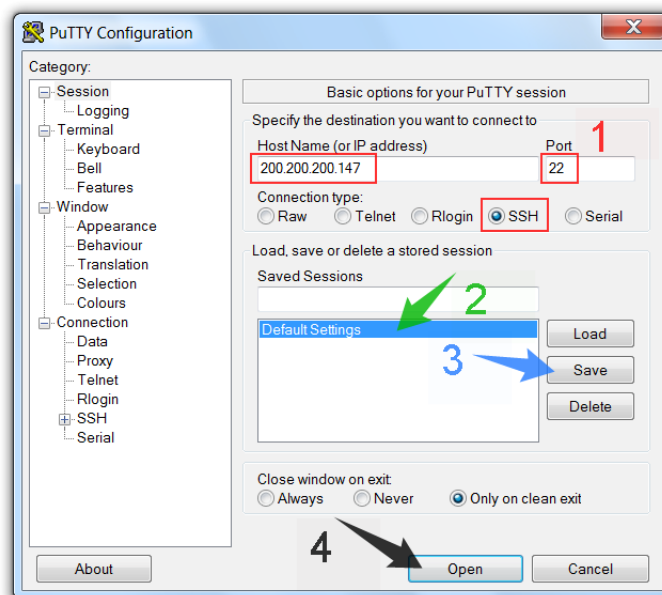 PuTTY Configuration
X
Category:
Session
Logging
Terminal
Keyboard
Bell
Features
Window
Appearance
Behaviour
Translation
Selection
Colours
Connection
Data
Proxy
Telnet
Rlogin
SSH
Serial
Basic options for your PuTTY session
Specify the destination you want to connect to
1
Host Name (or IP address) Port
200.200.200.147 22
Connection type:
Raw Telnet Rlogin SSH Serial
Load, save or delete a stored session
Saved Sessions
2
Default Settings
Load
3
Save
Delete
Close window on exit:
Always Never Only on clean exit
4
About Open Cancel